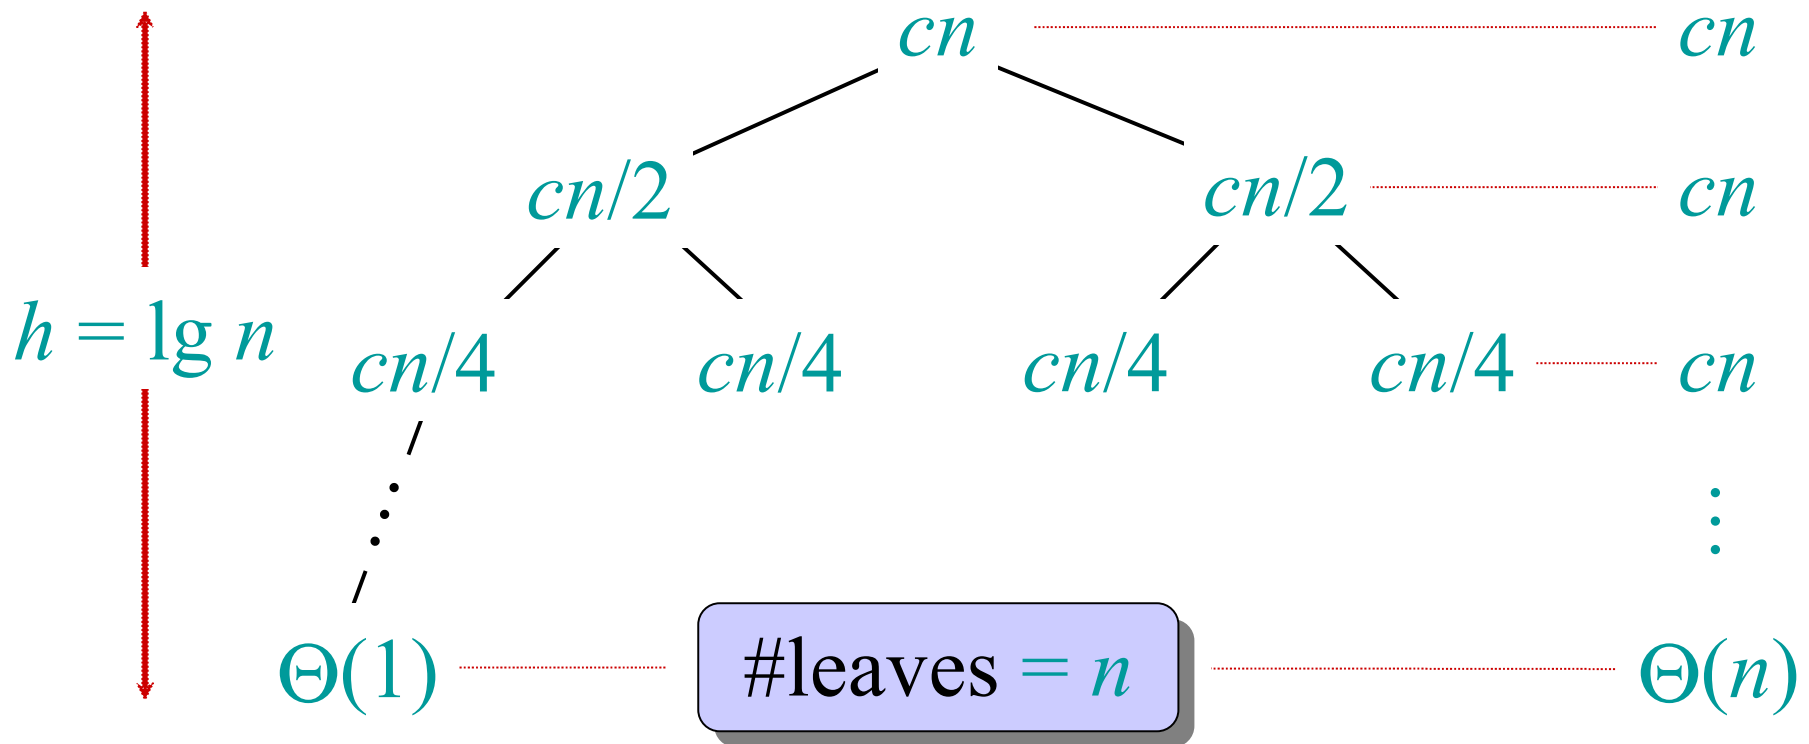 cn cn
cn/2 cn/2 cn
h = lg n
cn/4 cn/4 cn/4 cn/4 cn
Θ(1) #leaves = n Θ(n)